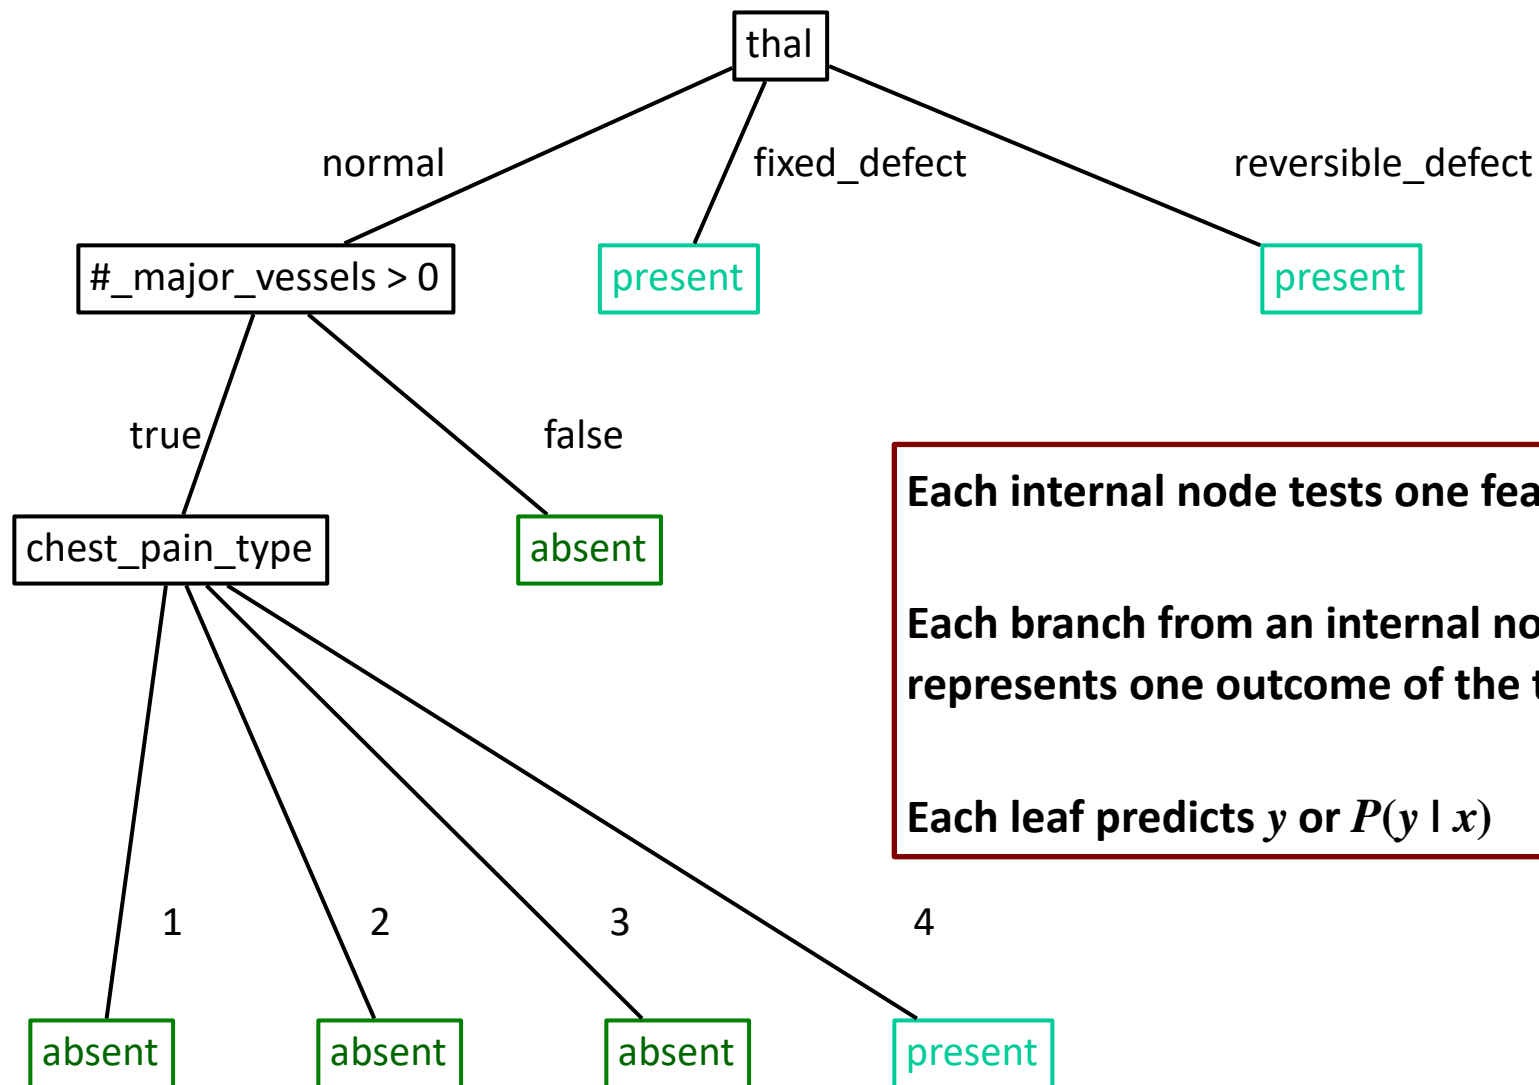 thal
normal
fixed_defect
reversible_defect
#_major_vessels > 0
present
present
true
false
chest_pain_type
absent
Each internal node tests one
Each branch from an internal
represents one outcome of the
Each leaf predicts y or P(y | x)
1
2
3
4
absent
absent
absent
present